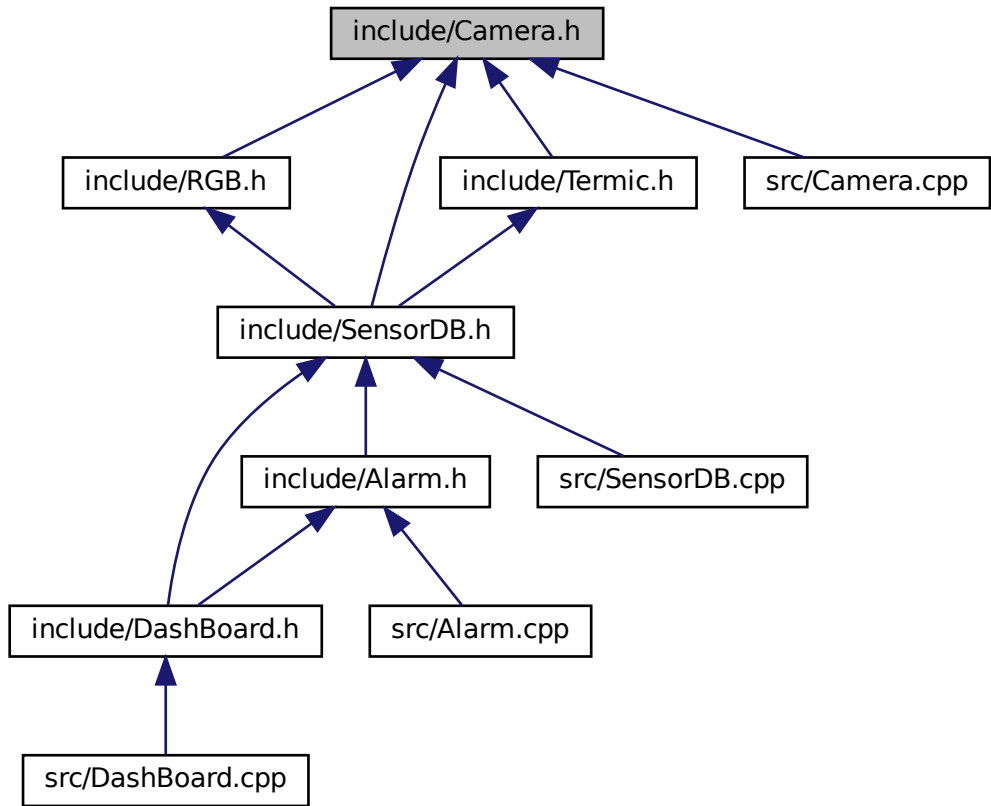 include/Camera.h
include/RGB.h
include/Termic.h
src/Camera.cpp
include/SensorDB.h
include/Alarm.h
src/SensorDB.cpp
include/DashBoard.h
src/Alarm.cpp
src/DashBoard.cpp